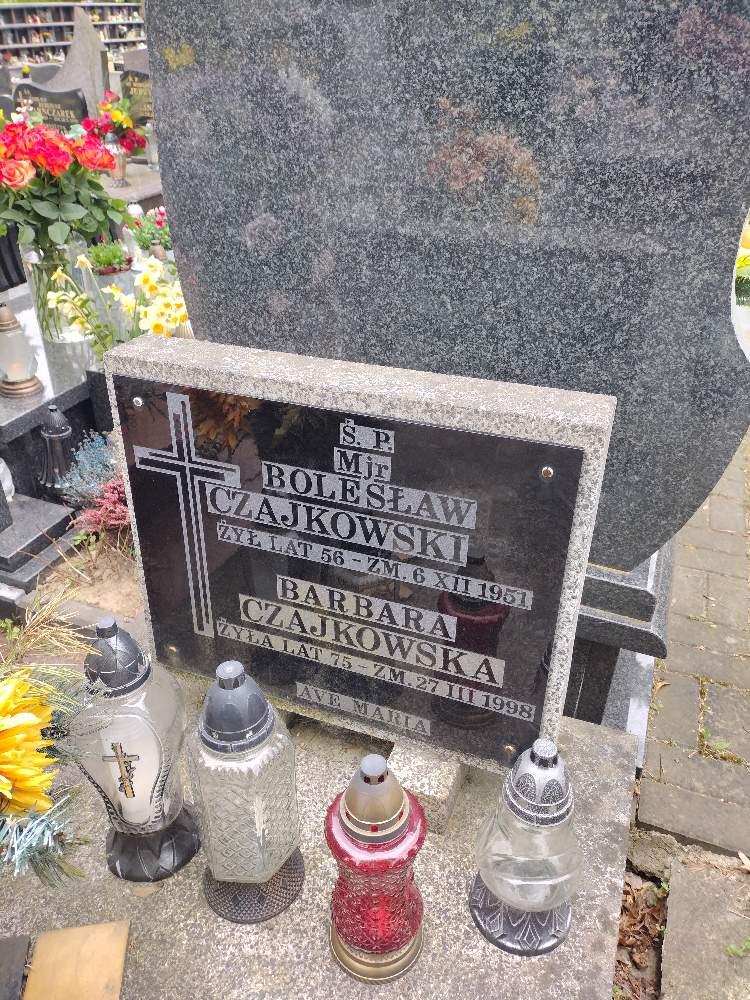 Ś. P.
Mjr
BOLESŁAW
CZAJKOWSKI
ŻYŁ LAT 56 - ZM. 6 XII 1951
BARBARA
CZAJKOWSKA
ŻYŁA LAT 75 - ZM. 27 III 1998
AVE MARIA